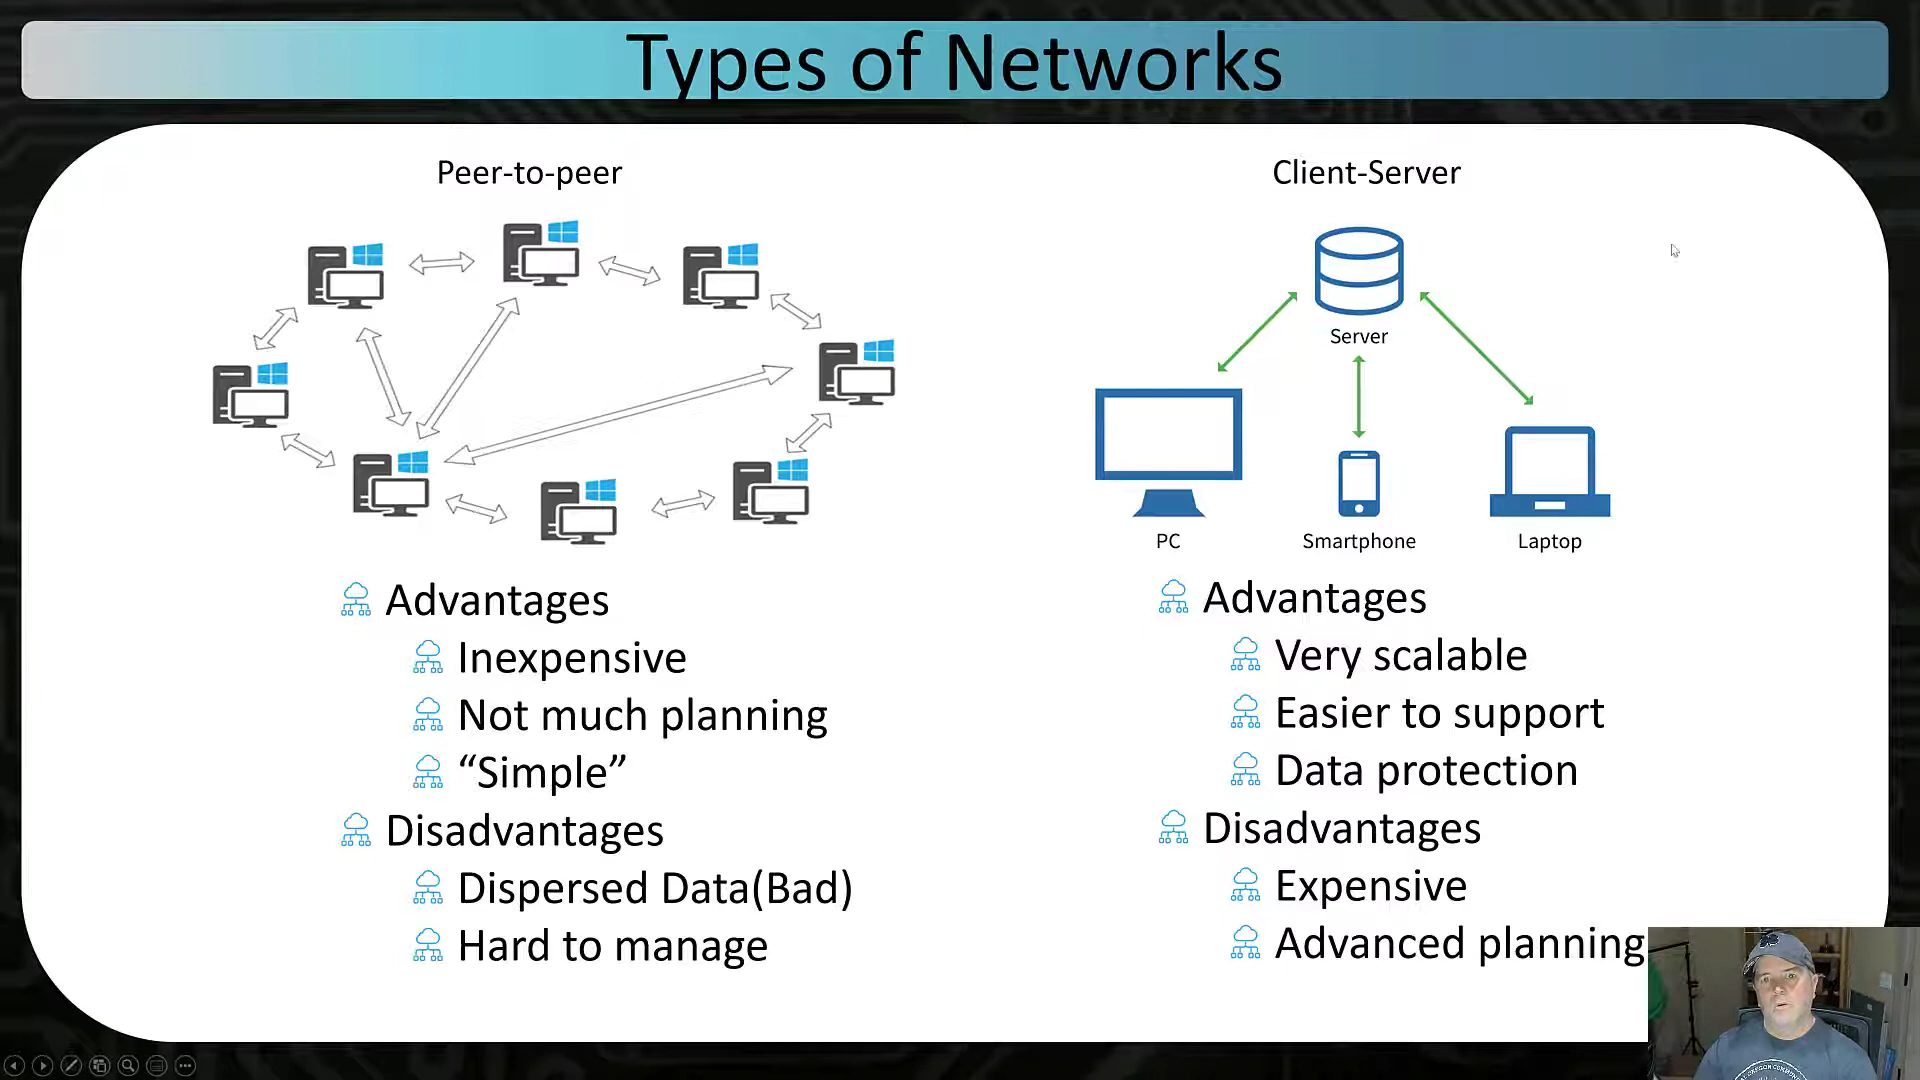 Types of Networks
Peer-to-peer
Advantages
Inexpensive
Not much planning
“Simple”
Disadvantages
Dispersed Data(Bad)
Hard to manage
Client-Server
Server
PC
Smartphone
Laptop
Advantages
Very scalable
Easier to support
Data protection
Disadvantages
Expensive
Advanced planning